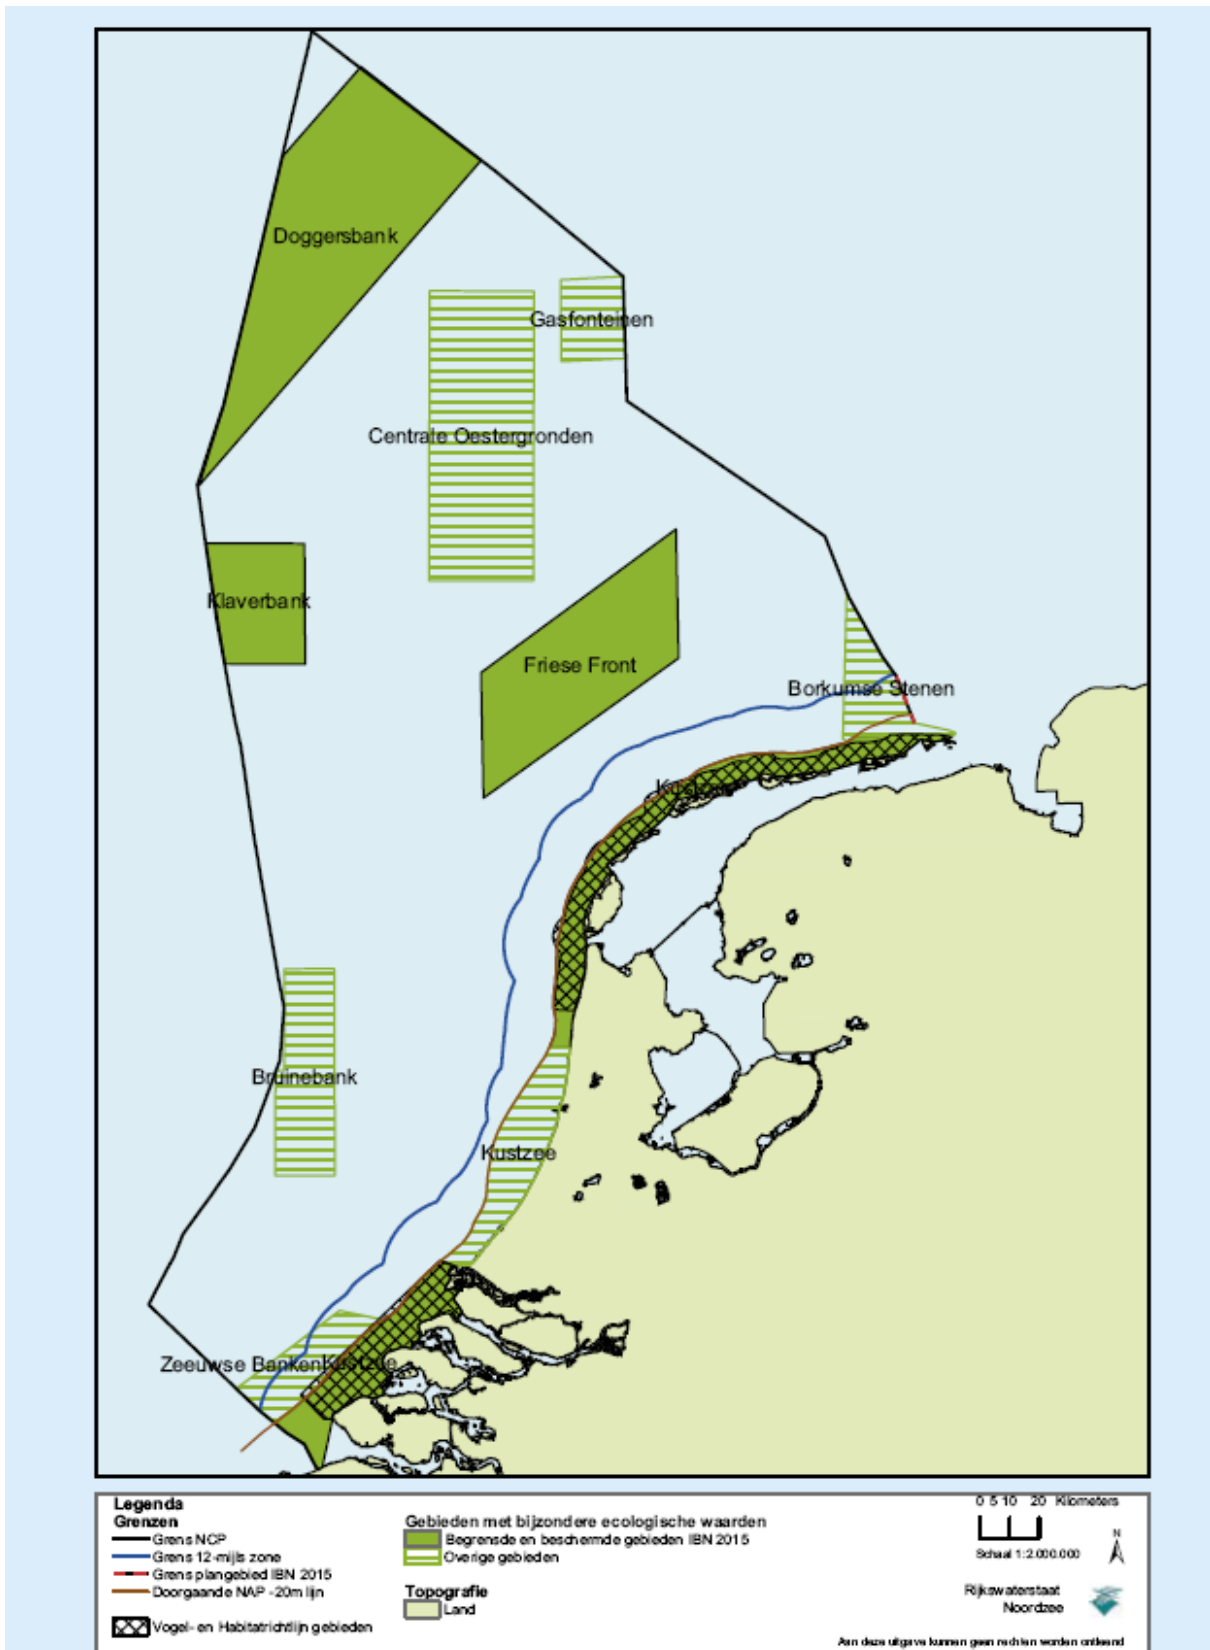 Doggersbank
Gasfonteinen
Centrale Oestergronden
Klaverbank
Friese Front
Borkumse Stenen
Bruinebank
Kustzee
Zeeuwse Banken Kustzee
Legenda
Grenzen
Grens NCP
Grens 12-mijls zone
Grens plangebied IBN 2015
Doorgaande NAP -20m lijn
Vogel- en Habitatrichtlijn gebieden
Gebieden met bijzondere ecologische waarden
Begrensde en beschermde gebieden IBN 2015
Overige gebieden
Topografie
Land
0 5 10 20 Kilometers
Schaal 1:2.000.000
N
Rijkswaterstaat
Noordzee
Aan deze uitgave kunnen geen rechten worden ontleend